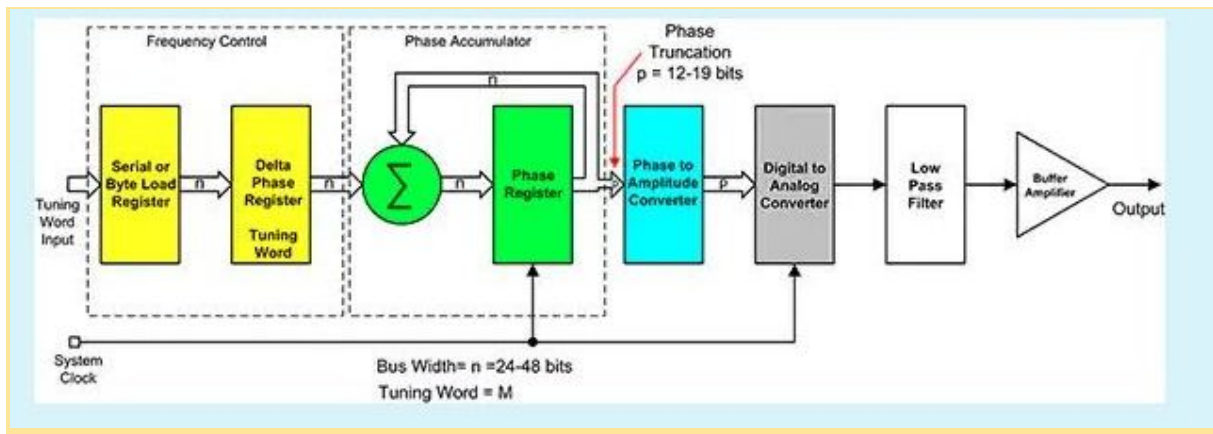 Frequency Control
Phase Accumulator
Phase
Truncation
p = 12-19 bits
n
Serial or
Byte Load
Register
n
Delta
Phase
Register
Tuning
Word
n
Σ
n
Phase
Register
P
Phase to
Amplitude
Converter
P
Digital to
Analog
Converter
Low
Pass
Filter
Buffer
Amplifier
Output
Tuning
Word
Input
System
Clock
Bus Width= n =24-48 bits
Tuning Word = M